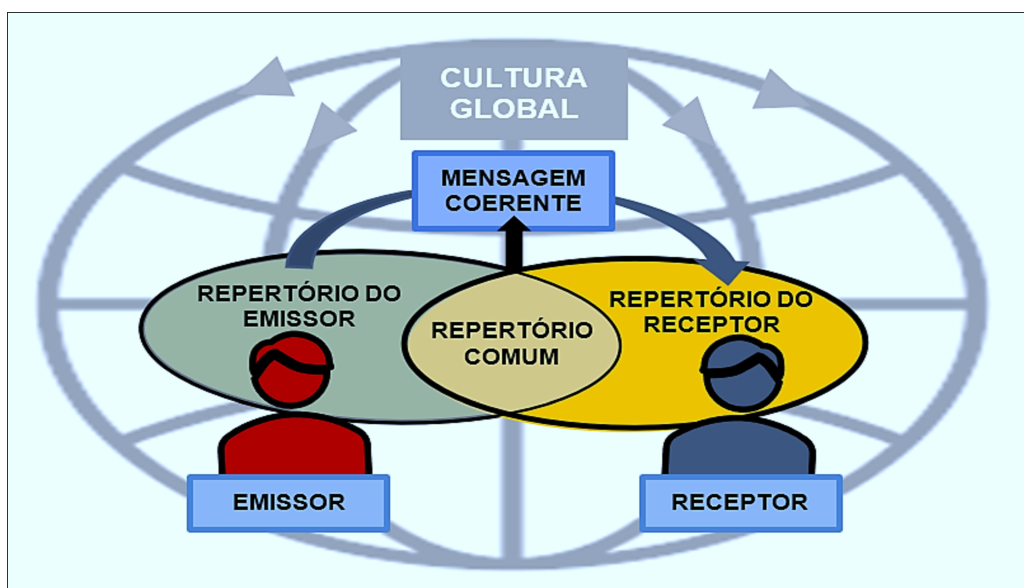 CULTURA
GLOBAL
MENSAGEM
COERENTE
REPERTÓRIO DO
EMISSOR
REPERTÓRIO
COMUM
REPERTÓRIO DO
RECEPTOR
EMISSOR
RECEPTOR